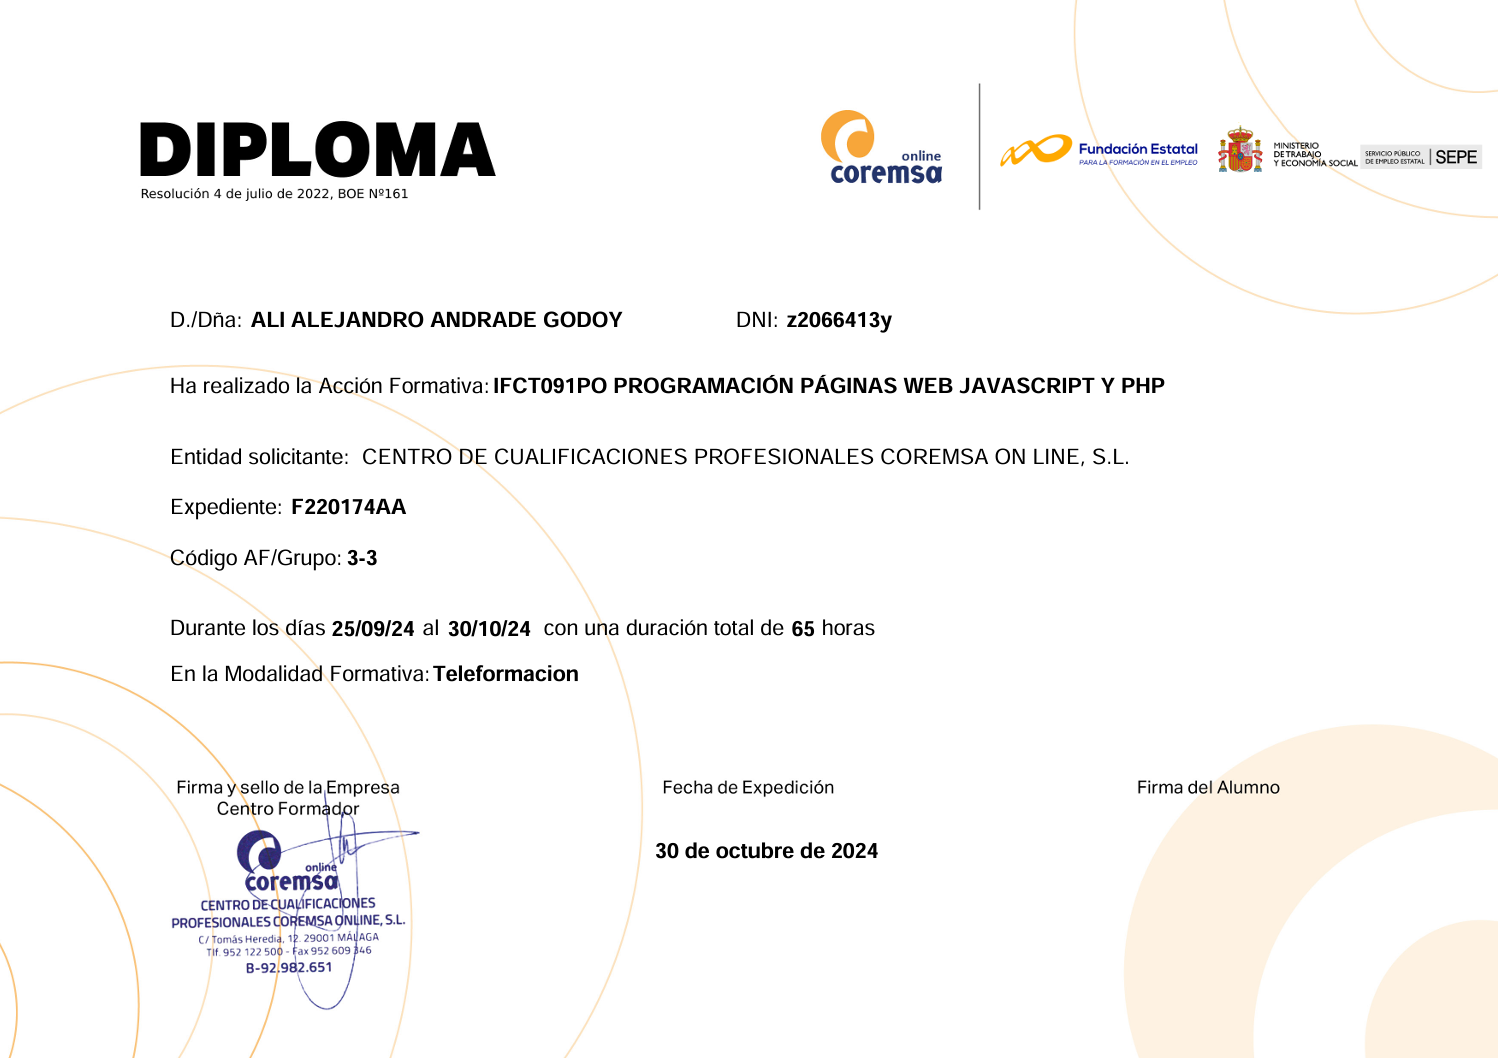 DIPLOMA
Resolución 4 de julio de 2022, BOE Nº161
online
coremsa
Fundación Estatal
PARA LA FORMACIÓN EN EL EMPLEO
MINISTERIO
DE TRABAJO
Y ECONOMÍA SOCIAL
SERVICIO PÚBLICO
DE EMPLEO ESTATAL
SEPE
D./Dña: ALI ALEJANDRO ANDRADE GODOY DNI: z2066413y
Ha realizado la Acción Formativa: IFCT091PO PROGRAMACIÓN PÁGINAS WEB JAVASCRIPT Y PHP
Entidad solicitante: CENTRO DE CUALIFICACIONES PROFESIONALES COREMSA ON LINE, S.L.
Expediente: F220174AA
Código AF/Grupo: 3-3
Durante los días 25/09/24 al 30/10/24 con una duración total de 65 horas
En la Modalidad Formativa: Teleformacion
Firma y sello de la Empresa
Centro Formador
online
coremsa
CENTRO DE CUALIFICACIONES
PROFESIONALES COREMSA ONLINE, S.L.
C/ Tomás Heredia, 12. 29001 MÁLAGA
Tlf. 952 122 500 - Fax 952 609 346
B-92.982.651
Fecha de Expedición
30 de octubre de 2024
Firma del Alumno